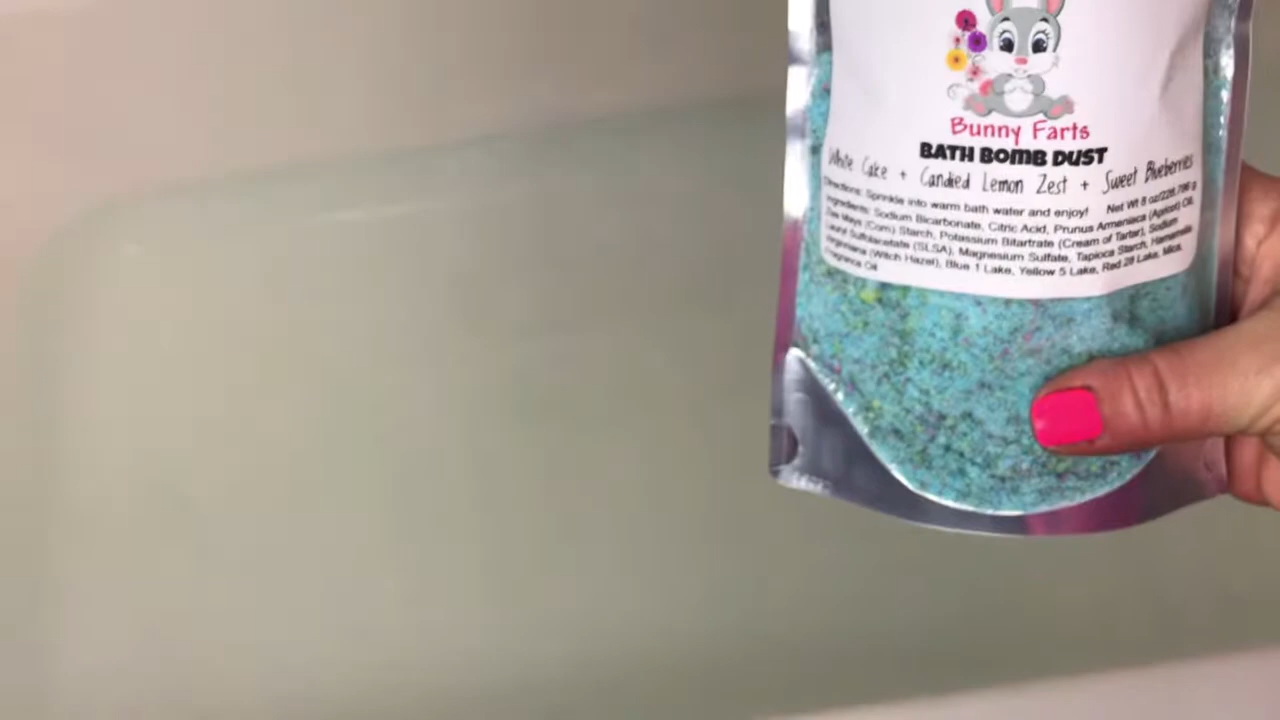 Bunny Farts
BATH BOMB DUST
White Cake + Candied Lemon Zest + Sweet Blueberries
Directions: Sprinkle into warm bath water and enjoy! Net Wt 8 oz/226.796 g
Ingredients: Sodium Bicarbonate, Citric Acid, Prunus Armeniaca (Apricot) Oil,
Zea Mays (Corn) Starch, Potassium Bitartrate (Cream of Tartar), Sodium
Lauryl Sulfoacetate (SLSA), Magnesium Sulfate, Tapioca Starch, Hamamelis
Virginiana (Witch Hazel), Blue 1 Lake, Yellow 5 Lake, Red 28 Lake, Mica,
Fragrance Oil